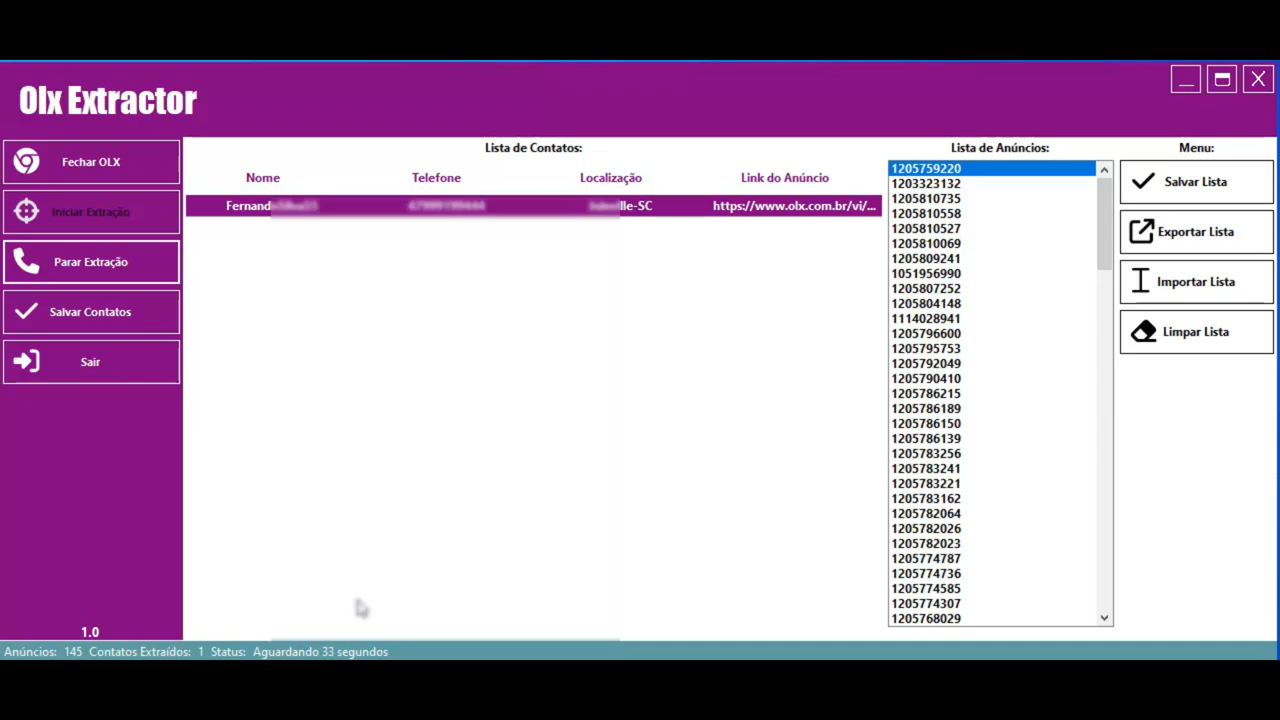 Olx Extractor
Fechar OLX
Iniciar Extração
Parar Extração
Salvar Contatos
Sair
1.0
Lista de Contatos:
Nome Telefone Localização Link do Anúncio
Fernand lle-SC https://www.olx.com.br/vi/...
Lista de Anúncios:
1205759220
1203323132
1205810735
1205810558
1205810527
1205810069
1205809241
1051956990
1205807252
1205804148
1114028941
1205796600
1205795753
1205792049
1205790410
1205786215
1205786189
1205786150
1205786139
1205783256
1205783241
1205783221
1205783162
1205782064
1205782026
1205782023
1205774787
1205774736
1205774585
1205774307
1205768029
Menu:
Salvar Lista
Exportar Lista
Importar Lista
Limpar Lista
Anúncios: 145 Contatos Extraídos: 1 Status: Aguardando 33 segundos